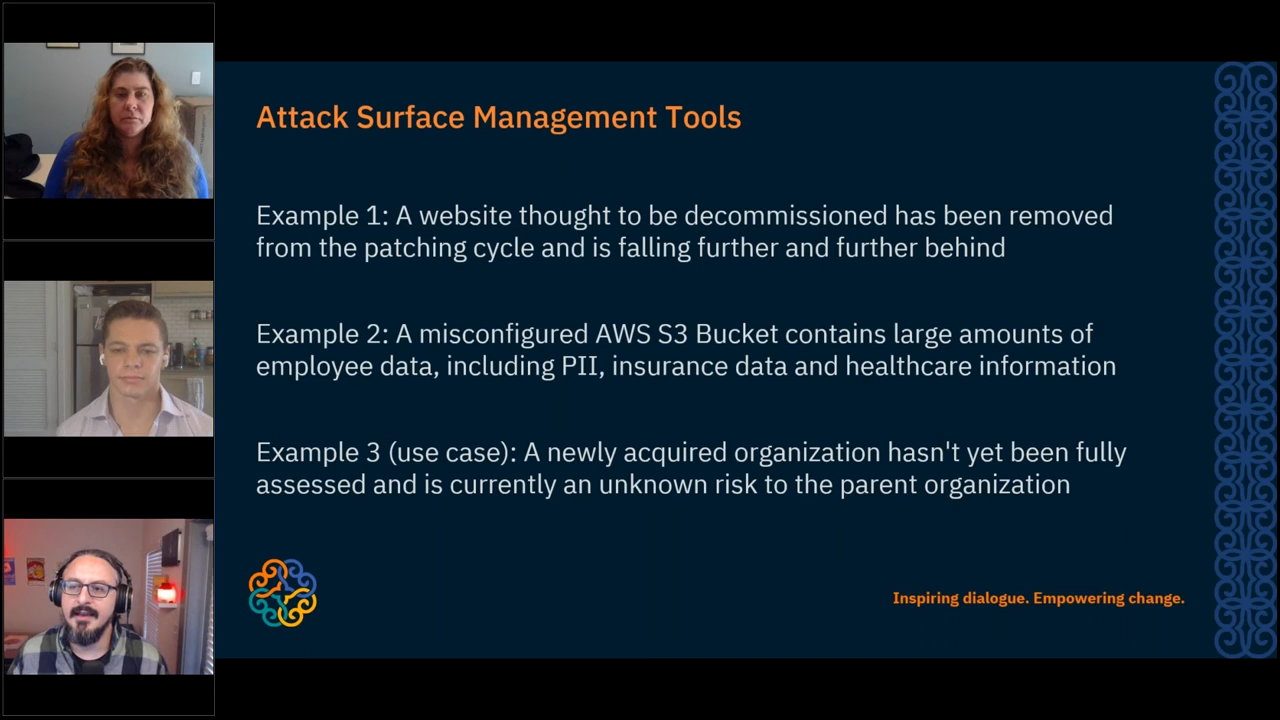 Attack Surface Management Tools
Example 1: A website thought to be decommissioned has been removed
from the patching cycle and is falling further and further behind
Example 2: A misconfigured AWS S3 Bucket contains large amounts of
employee data, including PII, insurance data and healthcare information
Example 3 (use case): A newly acquired organization hasn't yet been fully
assessed and is currently an unknown risk to the parent organization
Inspiring dialogue. Empowering change.